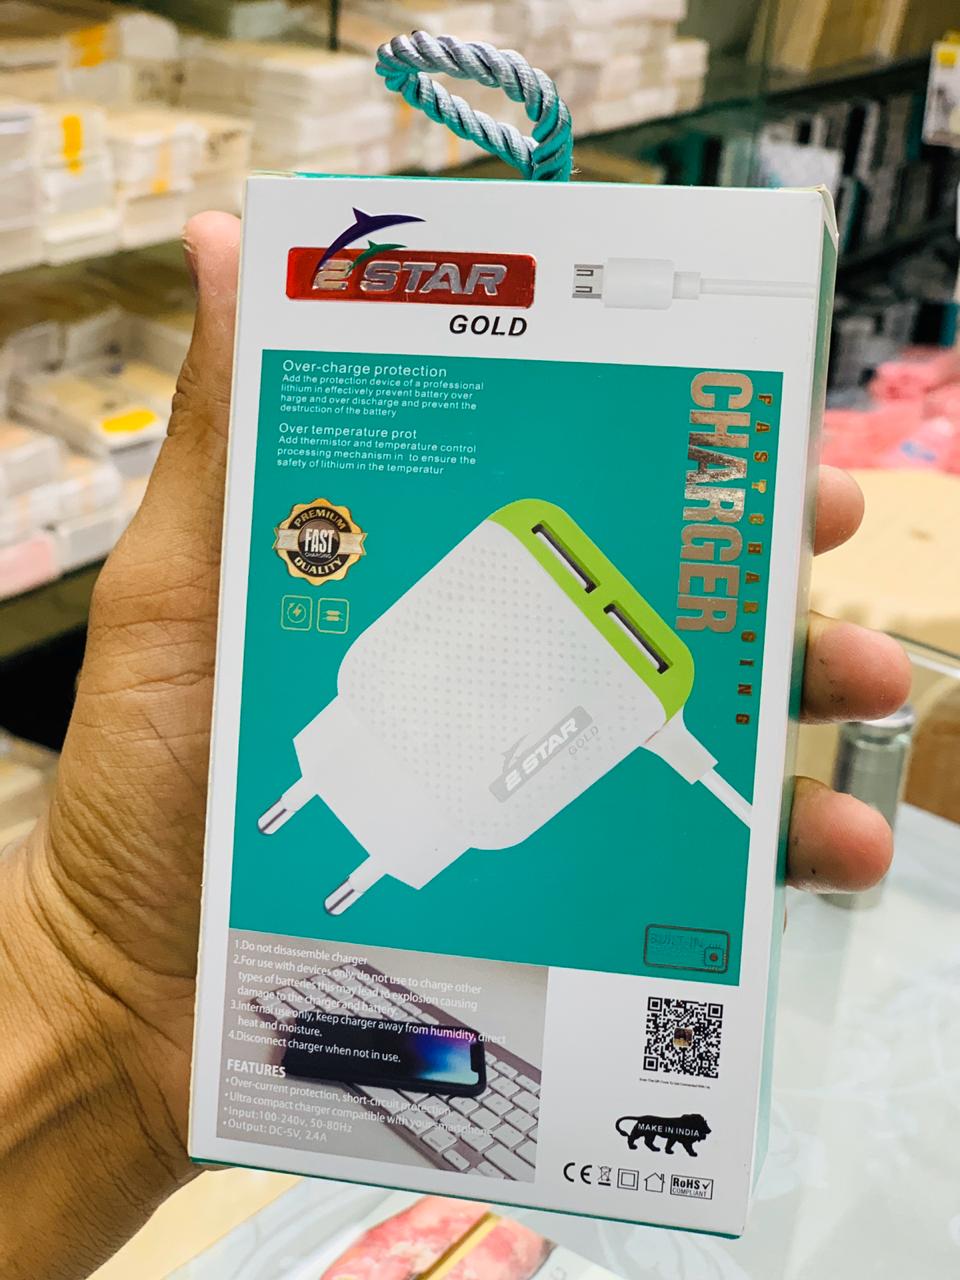 2 STAR
GOLD
Over-charge protection
Add the protection device of a professional
lithium in effectively prevent battery over
harge and over discharge and prevent the
destruction of the battery
Over temperature prot
Add thermistor and temperature control
processing mechanism in to ensure the
safety of lithium in the temperatur
FAST CHARGING
CHARGER
PREMIUM
FAST
CHARGING
QUALITY
2 STAR
GOLD
BUILT-IN
1.Do not disassemble charger
2.For use with devices only, do not use to charge other
types of batteries this may lead to explosion causing
damage to the charger and battery.
3.Internal use only, keep charger away from humidity, direct
heat and moisture.
4.Disconnect charger when not in use.
FEATURES
•Over-current protection, short-circuit protection.
•Ultra compact charger compatible with your smartphone
•Input:100-240v, 50-80Hz
•Output: DC-5V, 2.4A
MAKE IN INDIA
CE
RoHS
COMPLIANT